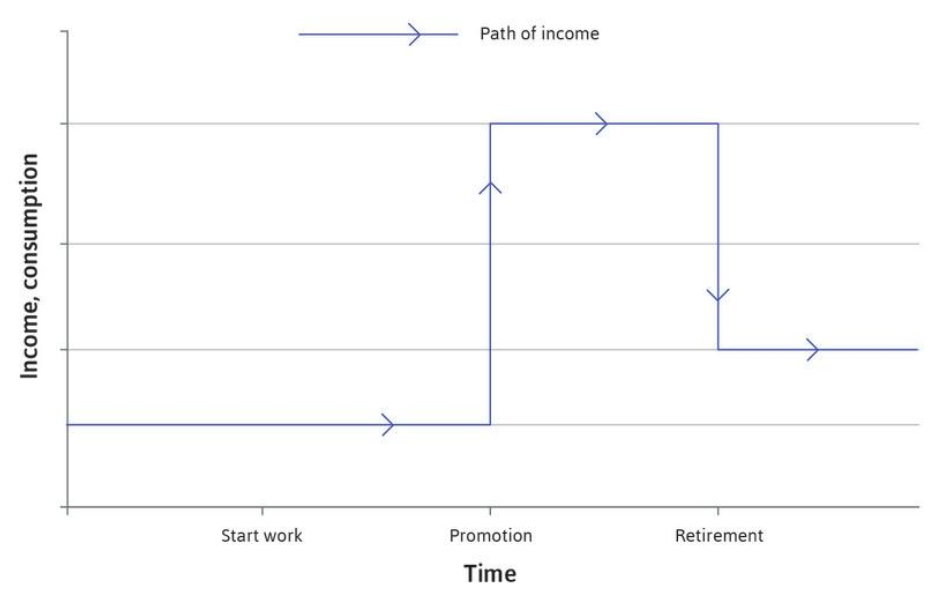 Path of income
Income, consumption
Start work
Promotion
Retirement
Time